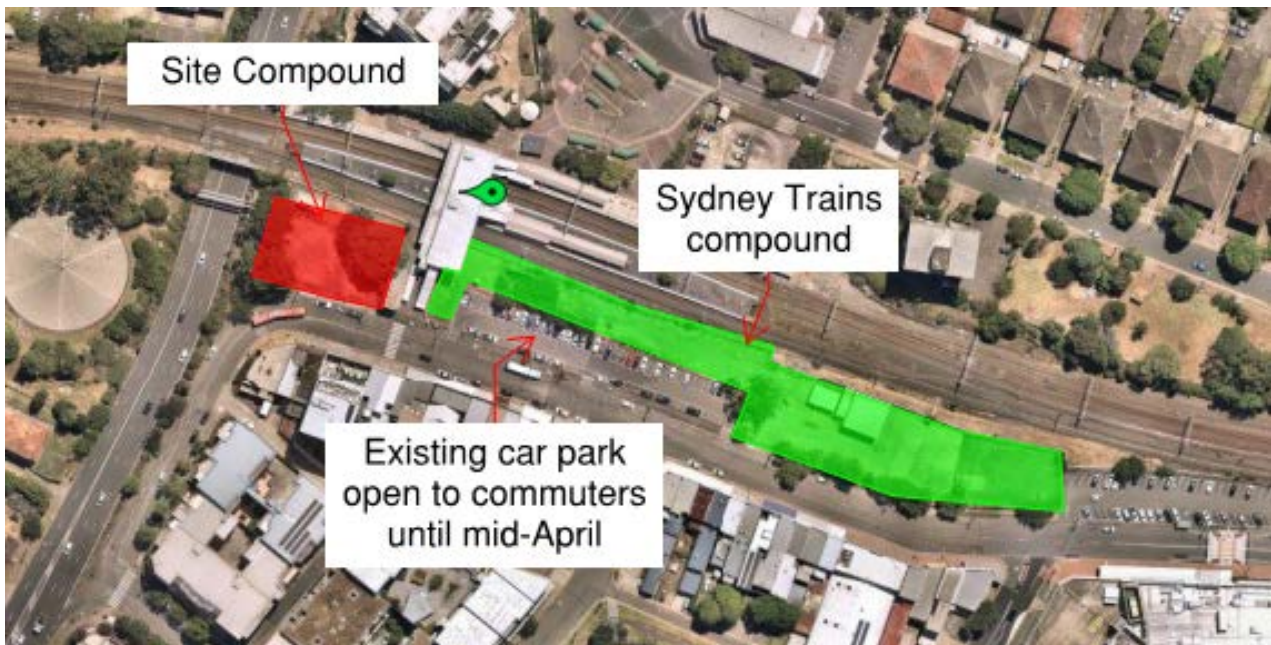 Site Compound
Sydney Trains
compound
Existing car park
open to commuters
until mid-April